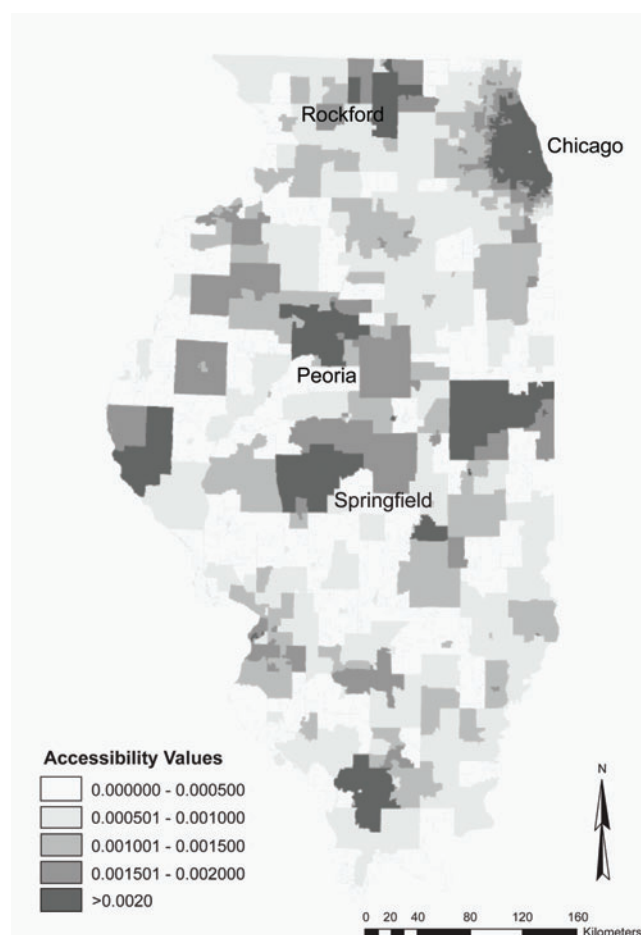 Rockford
Chicago
Peoria
Springfield
Accessibility Values
0.000000 - 0.000500
0.000501 - 0.001000
0.001001 - 0.001500
0.001501 - 0.002000
>0.0020
N
0 20 40 80 120 160
Kilometers